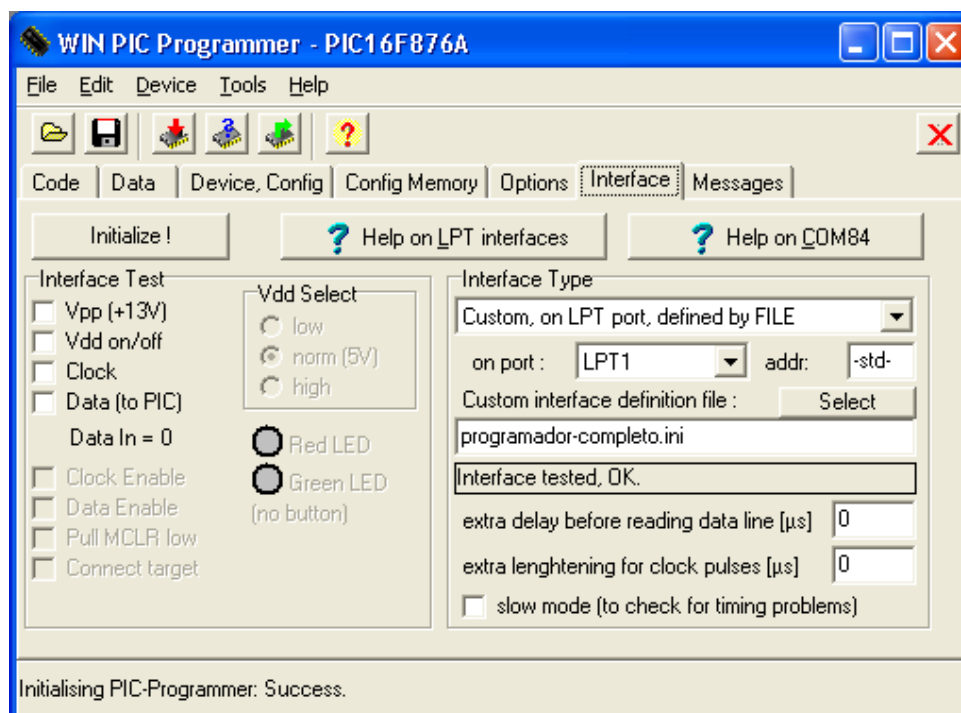 WIN PIC Programmer - PIC16F876A
File Edit Device Tools Help
Code Data Device, Config Config Memory Options Interface Messages
Initialize ! ? Help on LPT interfaces ? Help on COM84
Interface Test
Vpp (+13V)
Vdd on/off
Clock
Data (to PIC)
Data In = 0
Clock Enable
Data Enable
Pull MCLR low
Connect target
Vdd Select
low
norm (5V)
high
Red LED
Green LED
(no button)
Interface Type
Custom, on LPT port, defined by FILE
on port : LPT1 addr: -std-
Custom interface definition file : Select
programador-completo.ini
Interface tested, OK.
extra delay before reading data line [µs] 0
extra lenghtening for clock pulses [µs] 0
slow mode (to check for timing problems)
Initialising PIC-Programmer: Success.